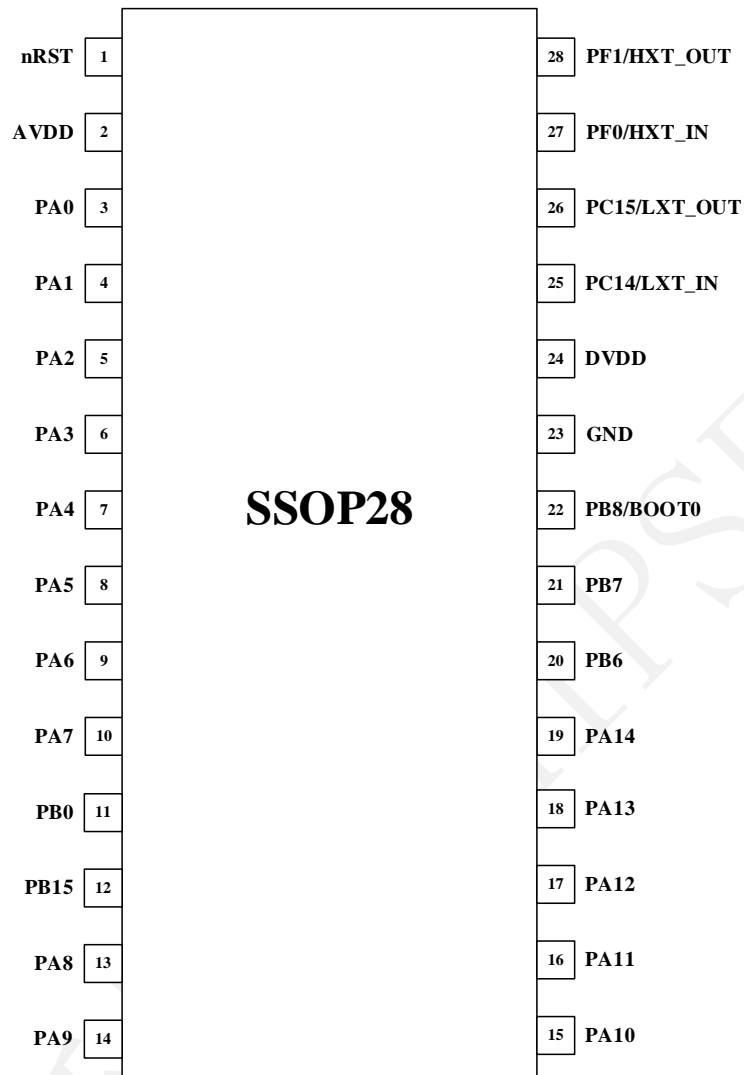 nRST 1 28 PF1/HXT_OUT
AVDD 2 27 PF0/HXT_IN
PA0 3 26 PC15/LXT_OUT
PA1 4 25 PC14/LXT_IN
PA2 5 24 DVDD
PA3 6 23 GND
PA4 7 SSOP28 22 PB8/BOOT0
PA5 8 21 PB7
PA6 9 20 PB6
PA7 10 19 PA14
PB0 11 18 PA13
PB15 12 17 PA12
PA8 13 16 PA11
PA9 14 15 PA10